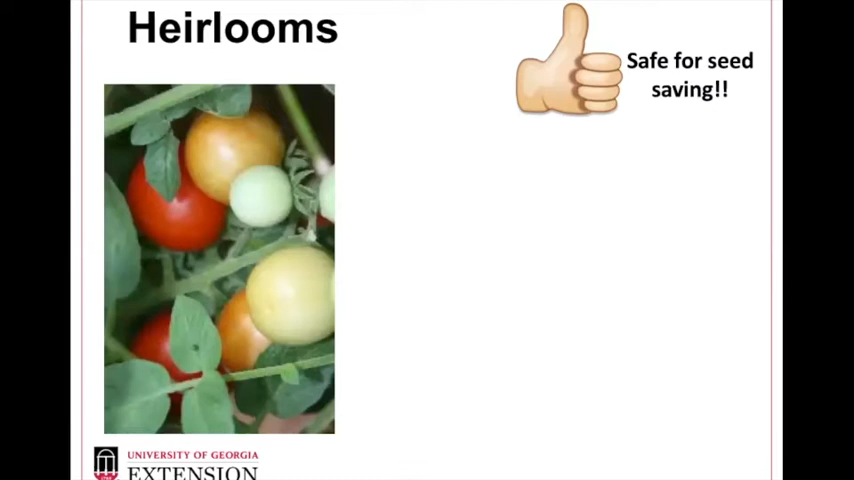 Heirlooms
Safe for seed
saving!!
UNIVERSITY OF GEORGIA
EXTENSION